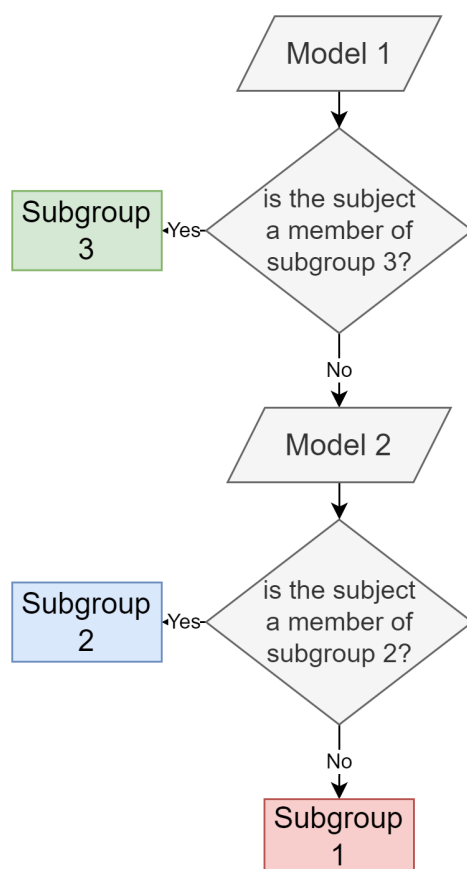 Model 1
is the subject
a member of
subgroup 3?
Yes
Subgroup
3
No
Model 2
is the subject
a member of
subgroup 2?
Yes
Subgroup
2
No
Subgroup
1